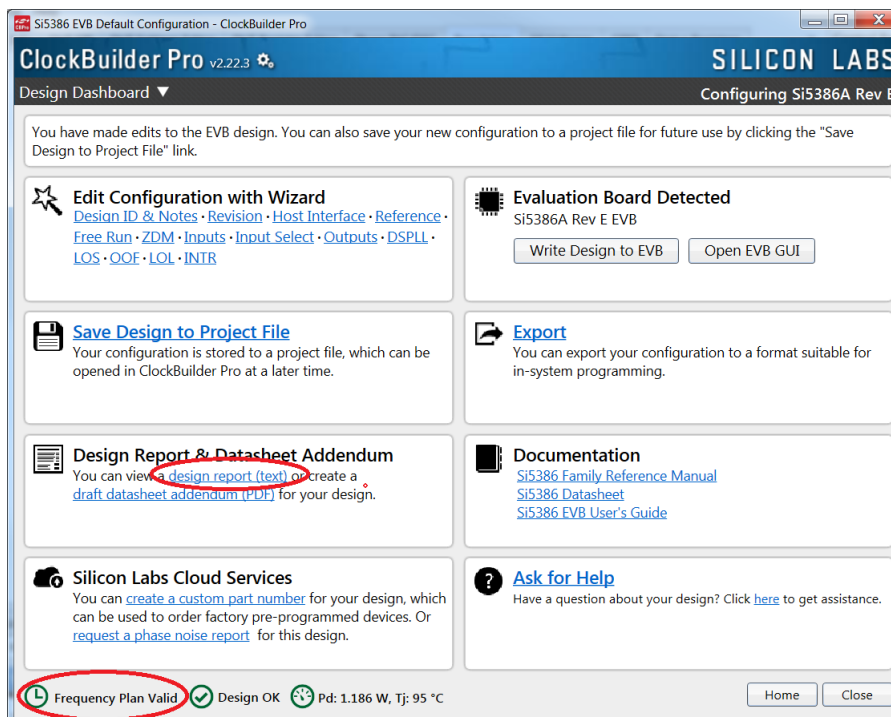 Si5386 EVB Default Configuration - ClockBuilder Pro
ClockBuilder Pro v2.22.3
SILICON LABS
Design Dashboard ▼
Configuring Si5386A Rev E
You have made edits to the EVB design. You can also save your new configuration to a project file for future use by clicking the "Save
Design to Project File" link.
Edit Configuration with Wizard
Design ID & Notes · Revision · Host Interface · Reference ·
Free Run · ZDM · Inputs · Input Select · Outputs · DSPLL ·
LOS · OOF · LOL · INTR
Evaluation Board Detected
Si5386A Rev E EVB
Write Design to EVB
Open EVB GUI
Save Design to Project File
Your configuration is stored to a project file, which can be
opened in ClockBuilder Pro at a later time.
Export
You can export your configuration to a format suitable for
in-system programming.
Design Report & Datasheet Addendum
You can view a design report (text) or create a
draft datasheet addendum (PDF) for your design.
Documentation
Si5386 Family Reference Manual
Si5386 Datasheet
Si5386 EVB User's Guide
Silicon Labs Cloud Services
You can create a custom part number for your design, which
can be used to order factory pre-programmed devices. Or
request a phase noise report for this design.
Ask for Help
Have a question about your design? Click here to get assistance.
Frequency Plan Valid
Design OK
Pd: 1.186 W, Tj: 95 °C
Home
Close